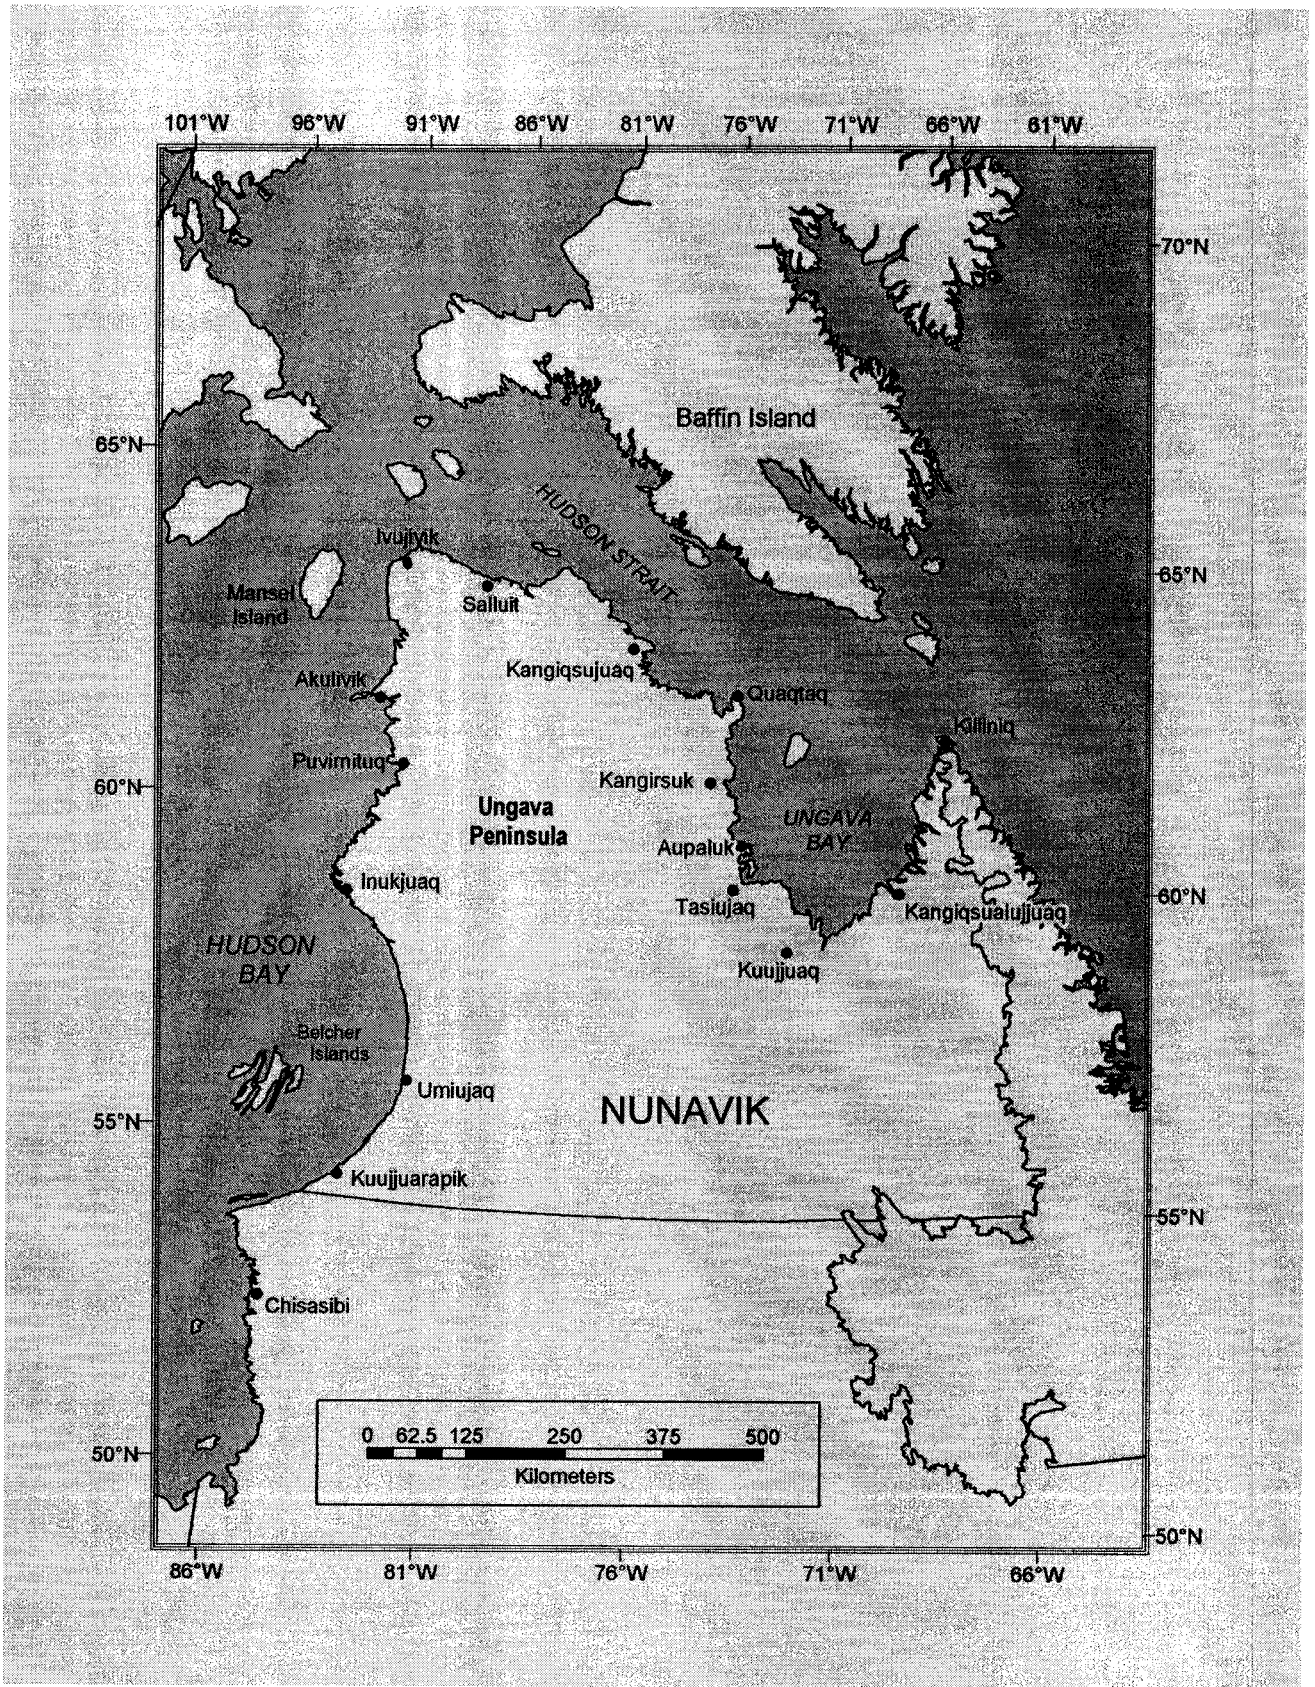 101°W 96°W 91°W 86°W 81°W 76°W 71°W 66°W 61°W
70°N
Baffin Island
65°N
HUDSON STRAIT
Ivujivik
65°N
Mansel
Island
Salluit
Kangiqsujuaq
Akulivik
Quaqtaq
Killiniq
Puvirnituq
Kangirsuk
60°N
Ungava
Peninsula
UNGAVA
BAY
Aupaluk
Inukjuaq
60°N
Tasiujaq
Kangiqsualujjuaq
HUDSON
BAY
Kuujjuaq
Belcher
Islands
Umiujaq
NUNAVIK
55°N
Kuujjuarapik
55°N
Chisasibi
0 62.5 125 250 375 500
Kilometers
50°N
50°N
86°W 81°W 76°W 71°W 66°W